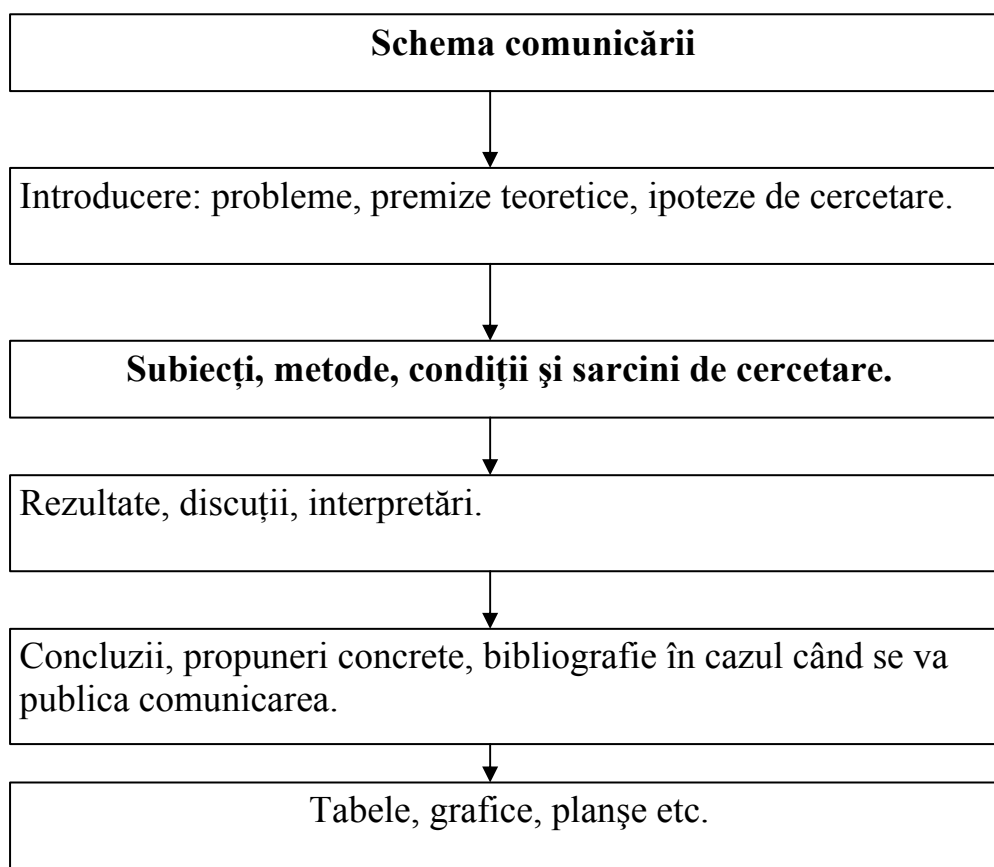 Schema comunicării
Introducere: probleme, premize teoretice, ipoteze de cercetare.
Subiecți, metode, condiții şi sarcini de cercetare.
Rezultate, discuții, interpretări.
Concluzii, propuneri concrete, bibliografie în cazul când se va
publica comunicarea.
Tabele, grafice, planşe etc.